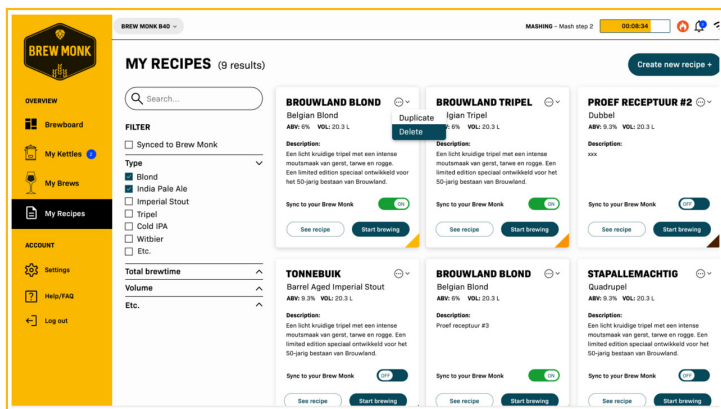 BREW MONK
BREW MONK B40
MASHING – Mash step 2
00:08:34
MY RECIPES (9 results)
Create new recipe +
OVERVIEW
Brewboard
My Kettles 2
My Brews
My Recipes
ACCOUNT
Settings
Help/FAQ
Log out
Search...
FILTER
Synced to Brew Monk
Type
Blond
India Pale Ale
Imperial Stout
Tripel
Cold IPA
Witbier
Etc.
Total brewtime
Volume
Etc.
BROUWLAND BLOND
Belgian Blond
ABV: 6% VOL: 20.3 L
Description:
Een licht kruidige tripel met een intense
moutsmaak van gerst, tarwe en rogge.
Een limited edition speciaal ontwikkeld voor
het 50-jarig bestaan van Brouwland.
Sync to your Brew Monk ON
See recipe Start brewing
Duplicate
Delete
BROUWLAND TRIPEL
lgian Tripel
6% VOL: 20.3 L
Description:
Een licht kruidige tripel met een intense
moutsmaak van gerst, tarwe en rogge.
Een limited edition speciaal ontwikkeld voor
het 50-jarig bestaan van Brouwland.
Sync to your Brew Monk ON
See recipe Start brewing
PROEF RECEPTUUR #2
Dubbel
ABV: 9.3% VOL: 20.3 L
Description:
xxx
Sync to your Brew Monk OFF
See recipe Start brewing
TONNEBUIK
Barrel Aged Imperial Stout
ABV: 9.3% VOL: 20.3 L
Description:
Een licht kruidige tripel met een intense
moutsmaak van gerst, tarwe en rogge. Een
limited edition speciaal ontwikkeld voor het
50-jarig bestaan van Brouwland.
Sync to your Brew Monk OFF
See recipe Start brewing
BROUWLAND BLOND
Belgian Blond
ABV: 6% VOL: 20.3 L
Description:
Proef receptuur #3
Sync to your Brew Monk ON
See recipe Start brewing
STAPALLEMACHTIG
Quadrupel
ABV: 9.3% VOL: 20.3 L
Description:
Een licht kruidige tripel met een intense
moutsmaak van gerst, tarwe en rogge. Een
limited edition speciaal ontwikkeld voor het
50-jarig bestaan van Brouwland.
Sync to your Brew Monk OFF
See recipe Start brewing